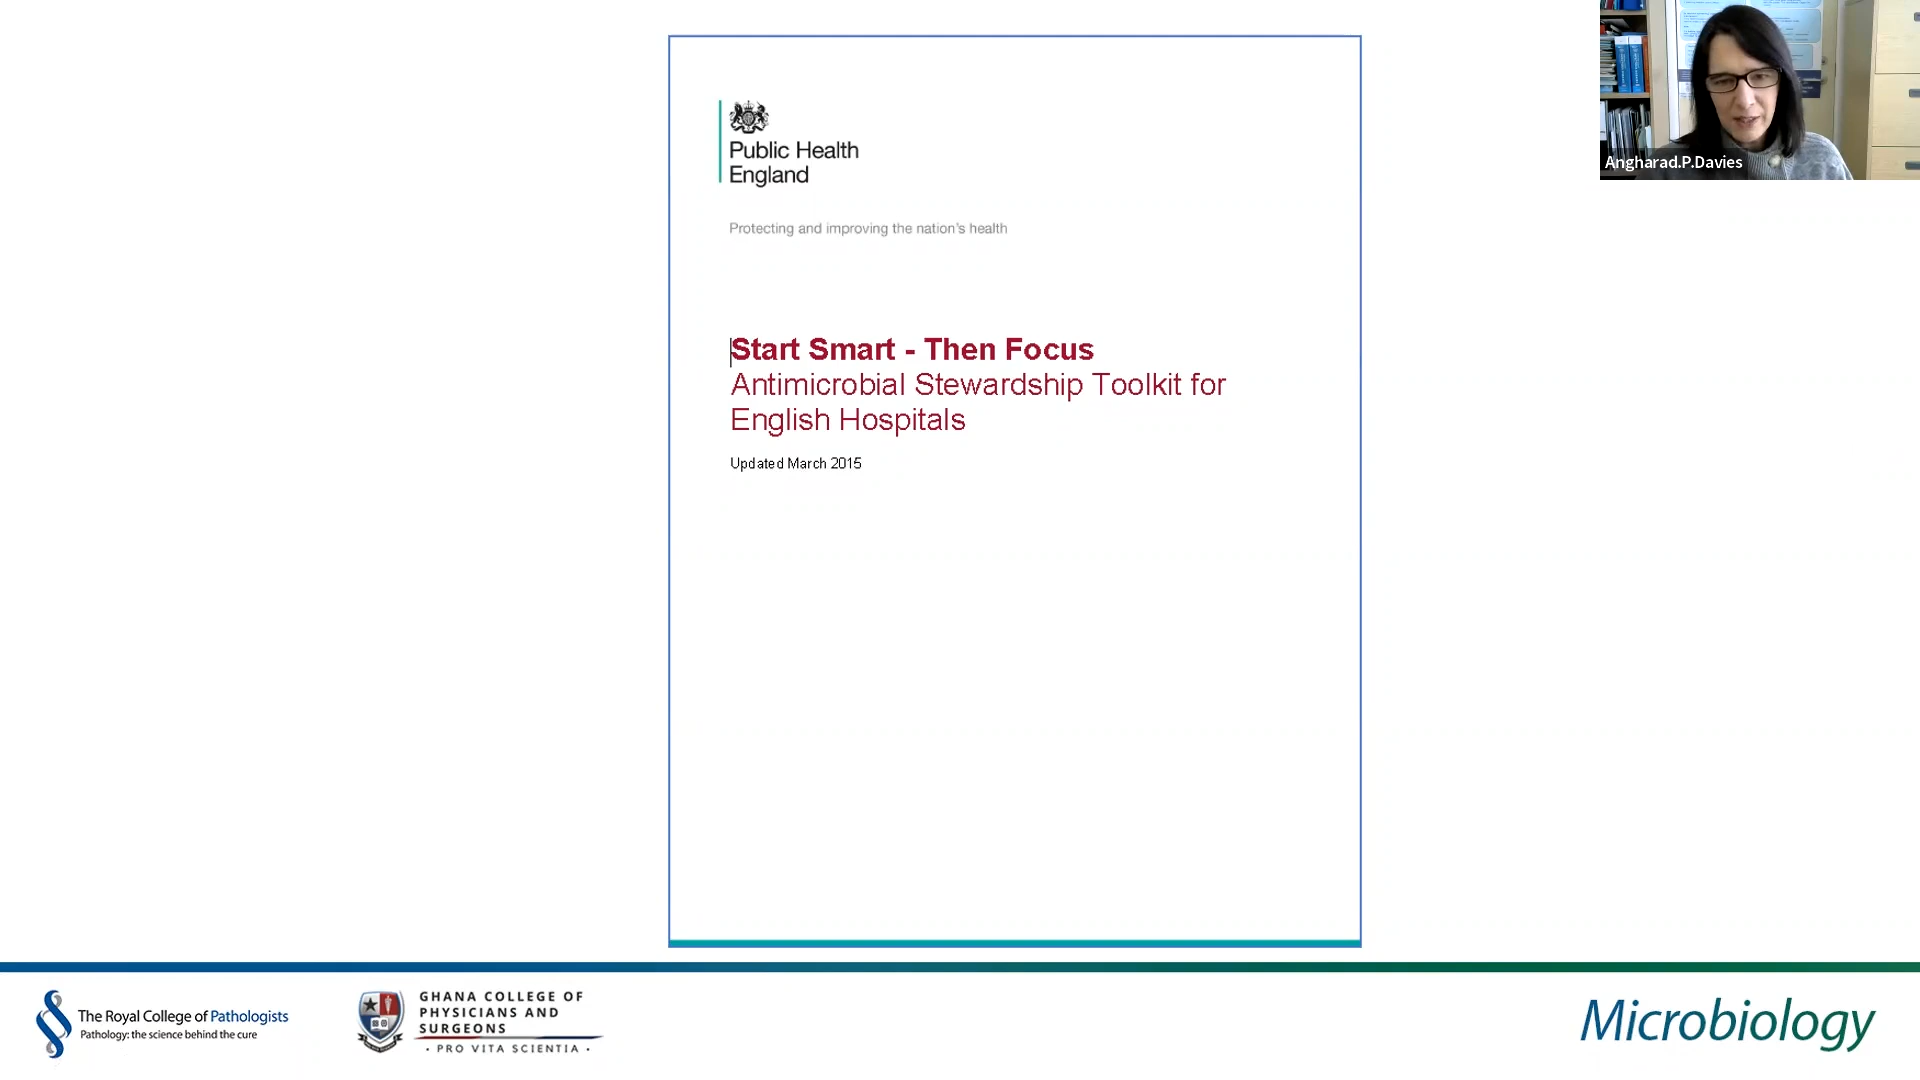 Public Health
England
Protecting and improving the nation's health
Start Smart - Then Focus
Antimicrobial Stewardship Toolkit for
English Hospitals
Updated March 2015
Angharad.P.Davies
The Royal College of Pathologists
Pathology: the science behind the cure
GHANA COLLEGE OF
PHYSICIANS AND
SURGEONS
· PRO VITA SCIENTIA ·
Microbiology